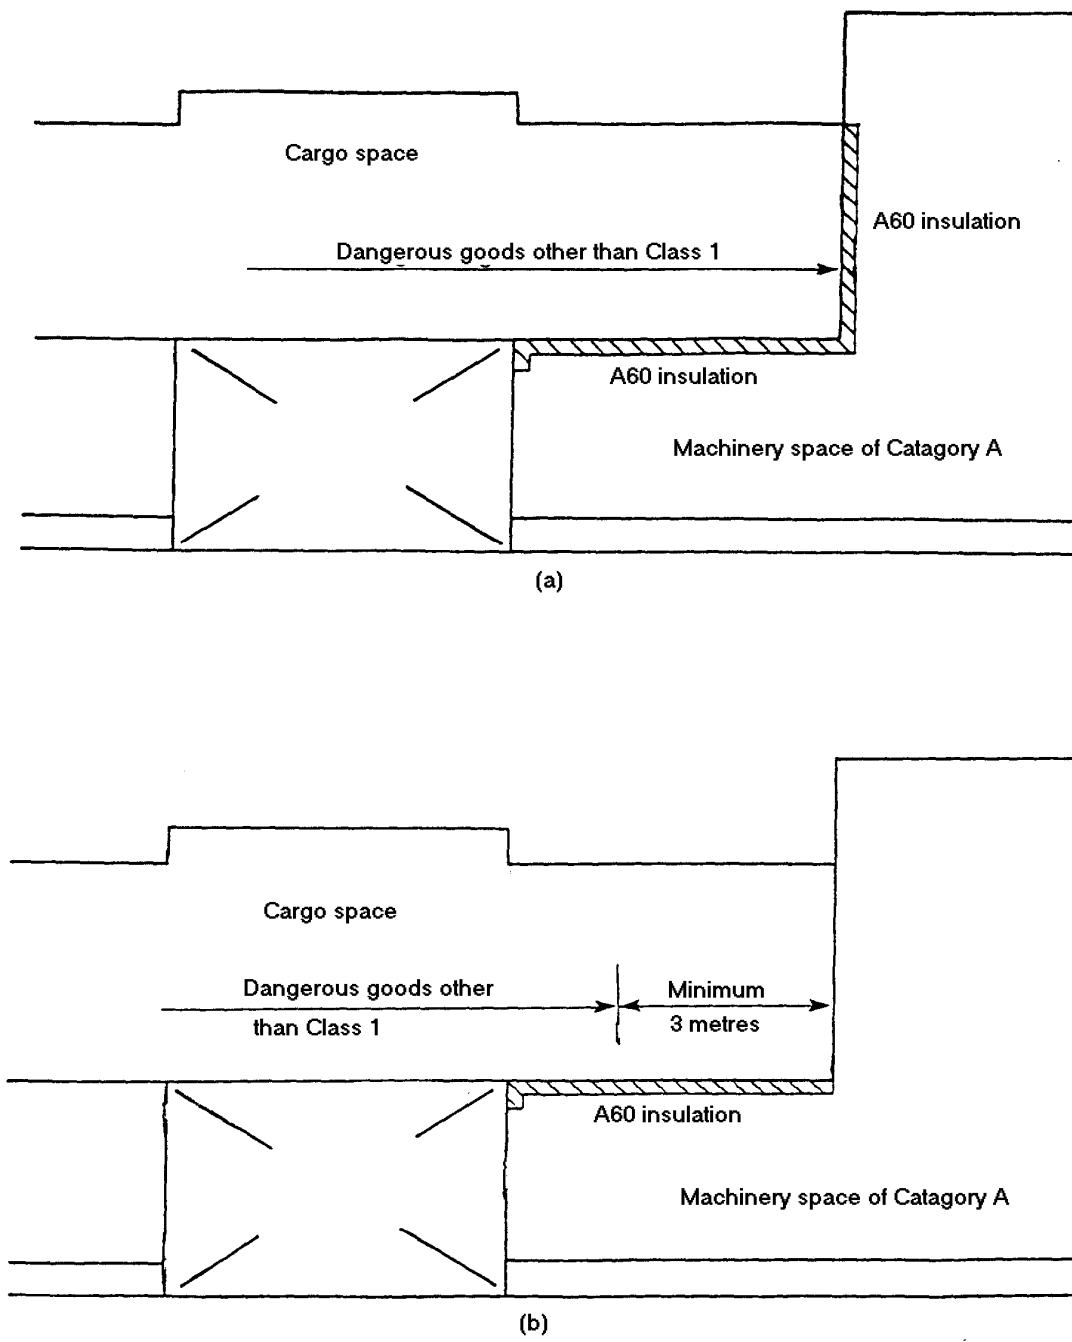 Cargo space
A60 insulation
Dangerous goods other than Class 1
A60 insulation
Machinery space of Catagory A
(a)
Cargo space
Dangerous goods other
than Class 1
Minimum
3 metres
A60 insulation
Machinery space of Catagory A
(b)